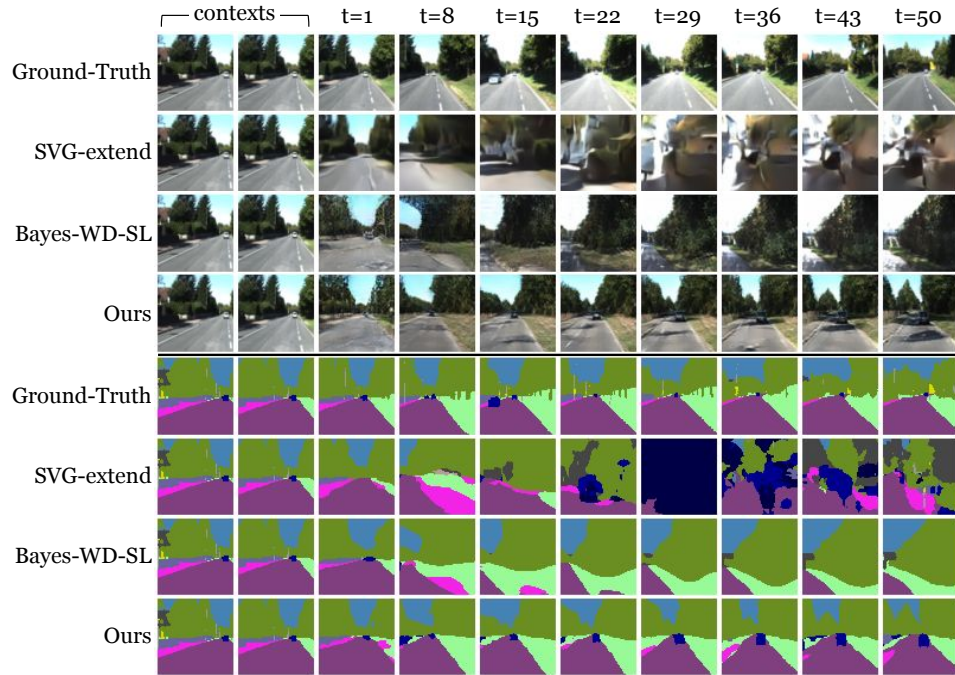 contexts t=1 t=8 t=15 t=22 t=29 t=36 t=43 t=50
Ground-Truth
SVG-extend
Bayes-WD-SL
Ours
Ground-Truth
SVG-extend
Bayes-WD-SL
Ours